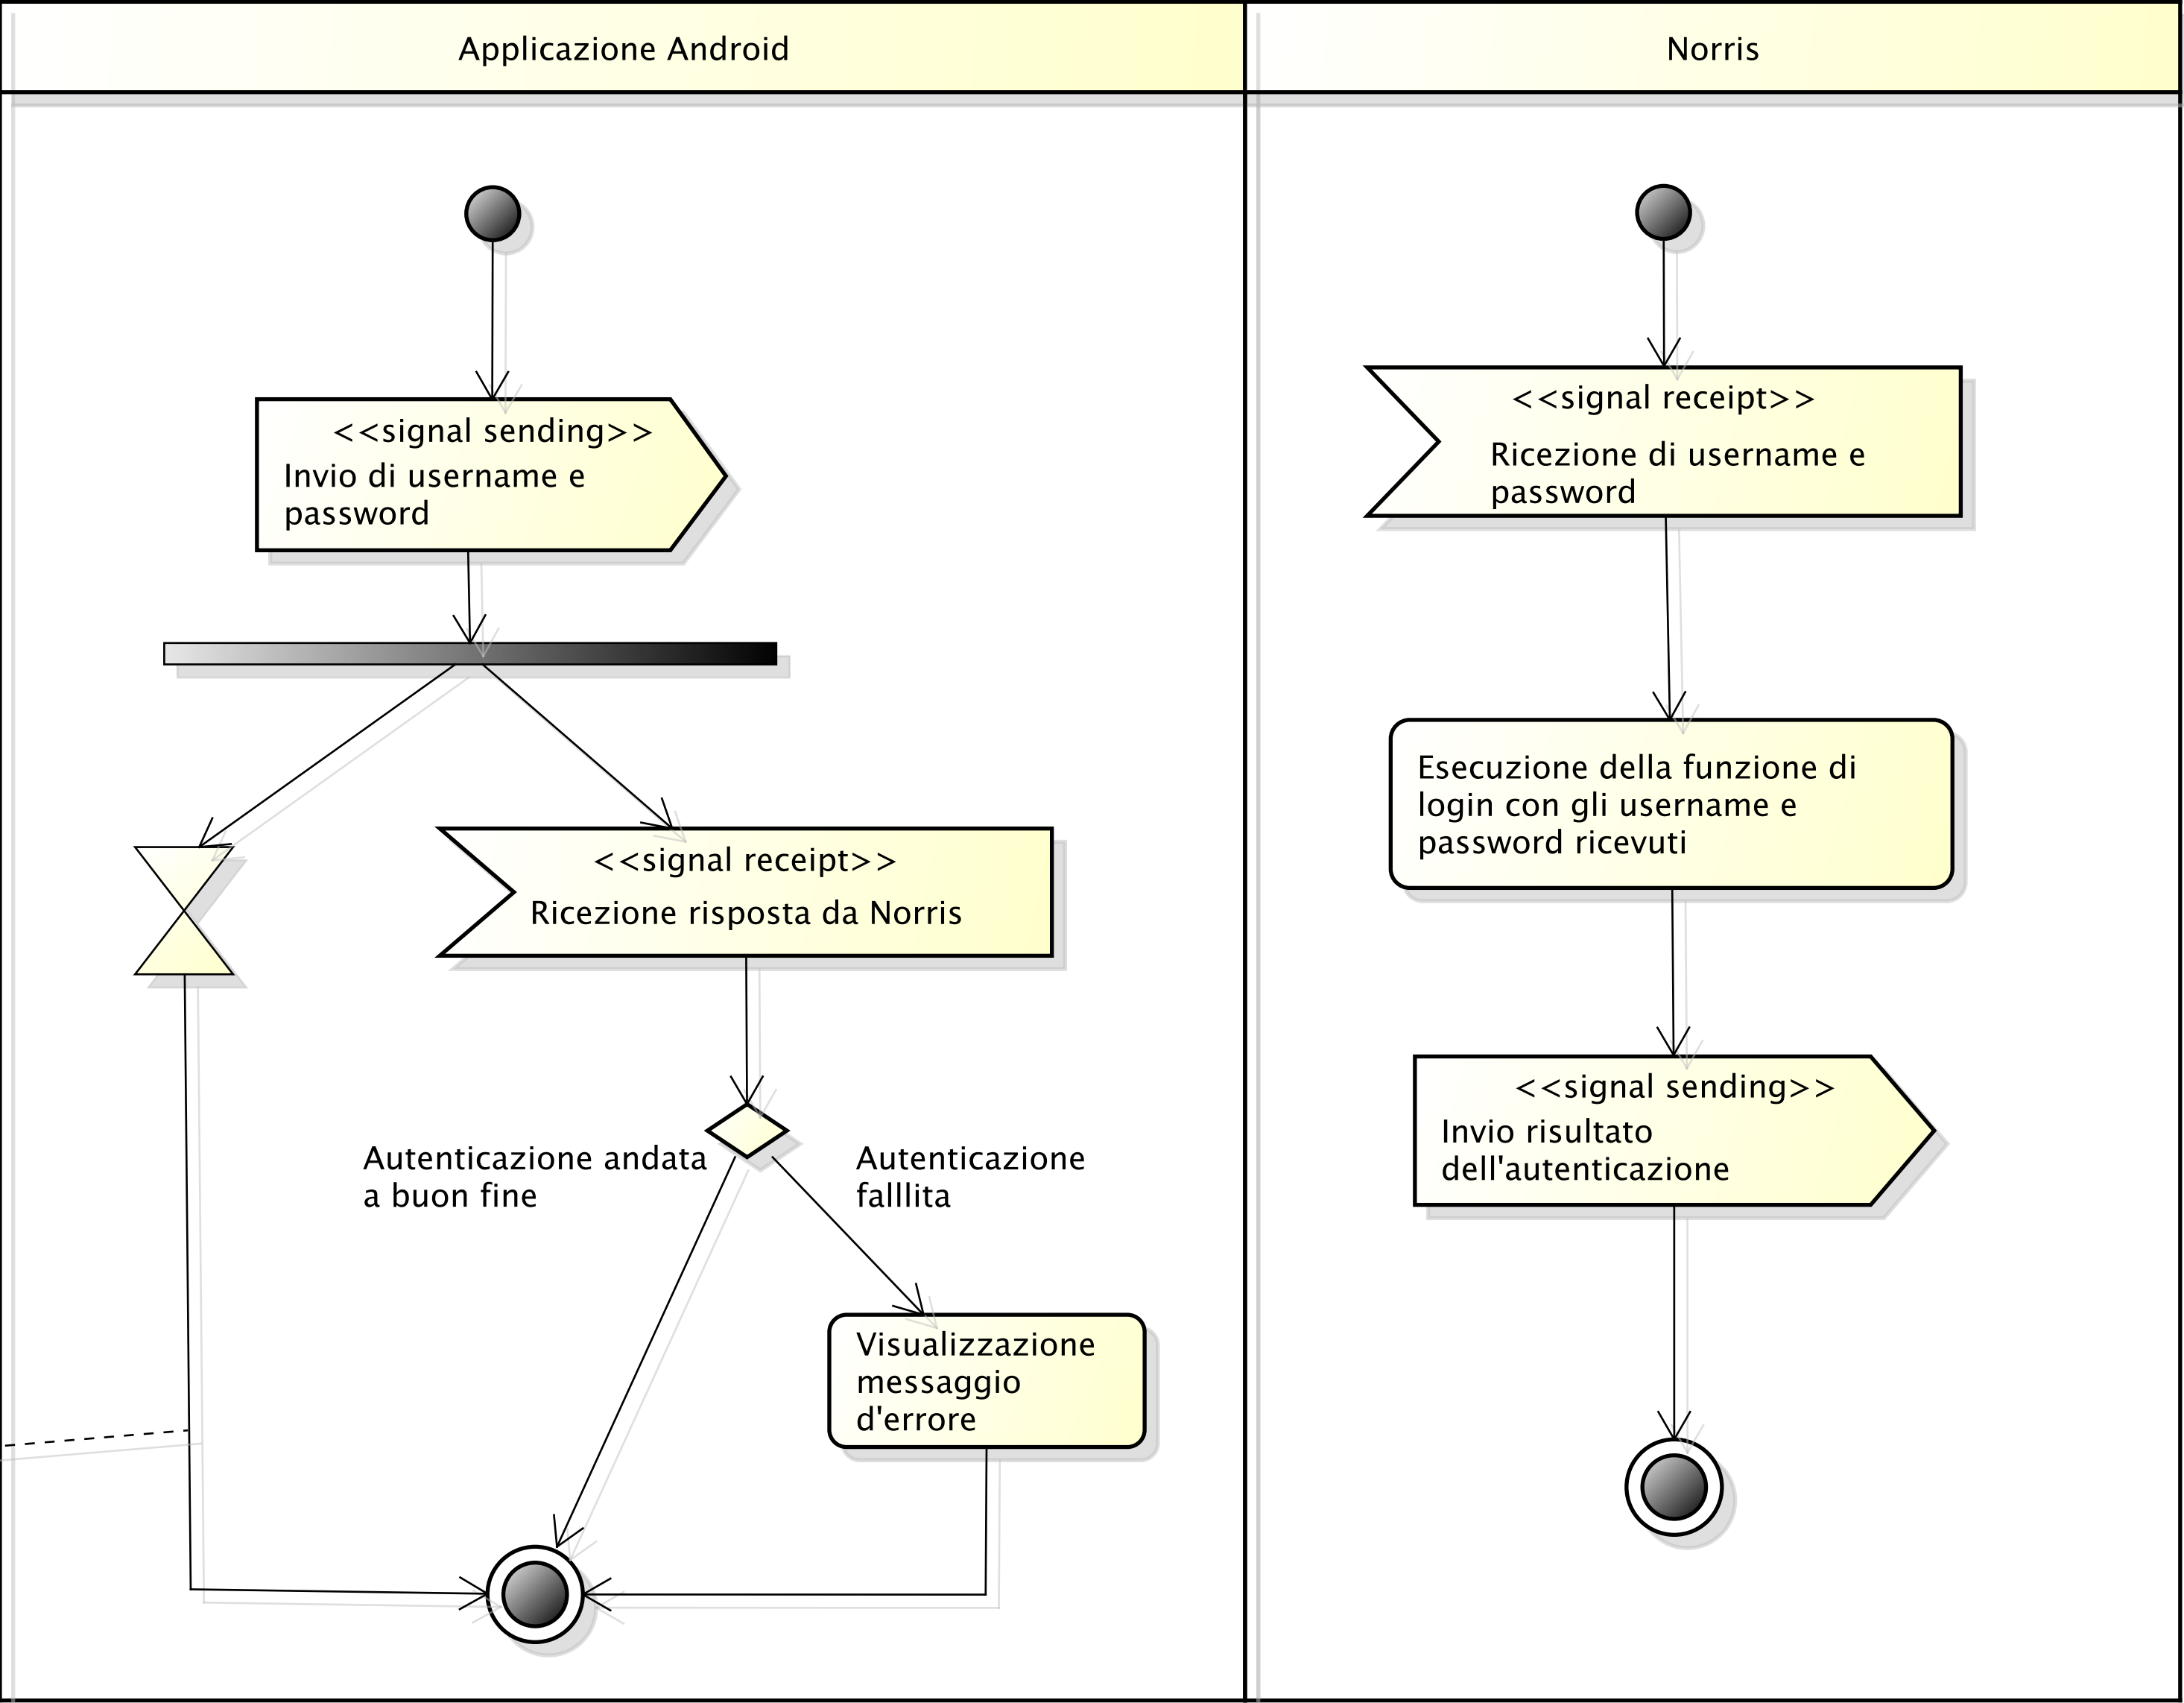 Applicazione Android
Norris
<<signal sending>>
Invio di username e
password
<<signal receipt>>
Ricezione risposta da Norris
Autenticazione andata
a buon fine
Autenticazione
falllita
Visualizzazione
messaggio
d'errore
<<signal receipt>>
Ricezione di username e
password
Esecuzione della funzione di
login con gli username e
password ricevuti
<<signal sending>>
Invio risultato
dell'autenticazione